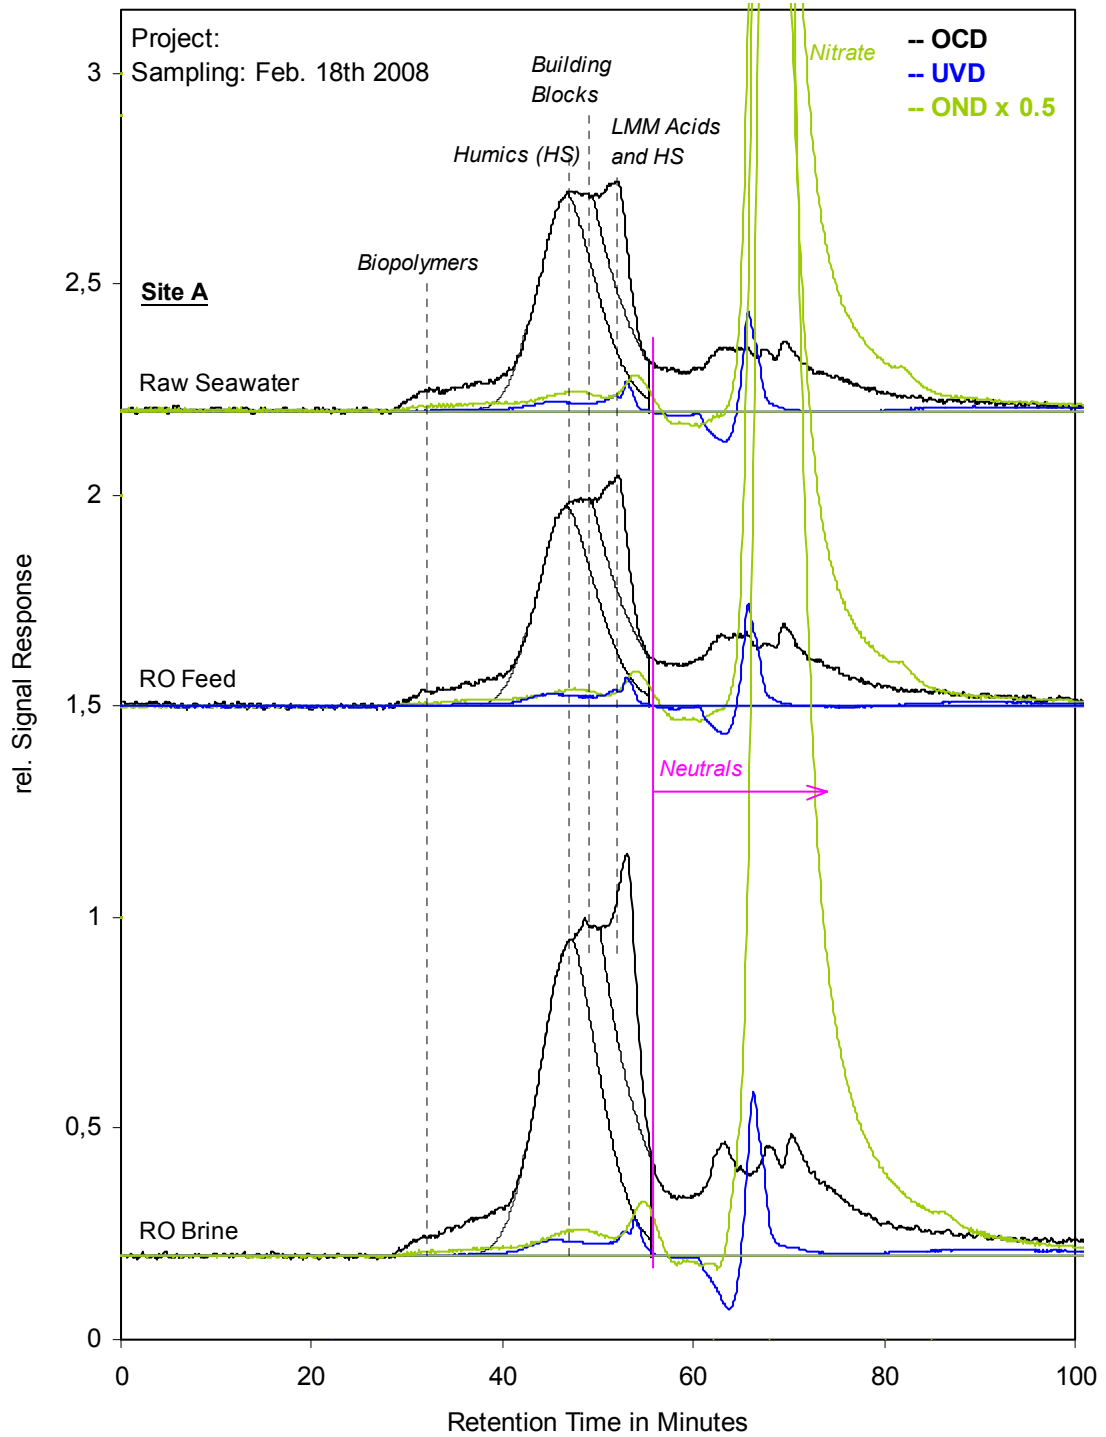 Project:
Sampling: Feb. 18th 2008
-- OCD
-- UVD
-- OND x 0.5
Nitrate
Building
Blocks
LMM Acids
and HS
Humics (HS)
Biopolymers
Site A
Raw Seawater
RO Feed
Neutrals
RO Brine
rel. Signal Response
3
2,5
2
1,5
1
0,5
0
0
20
40
60
80
100
Retention Time in Minutes